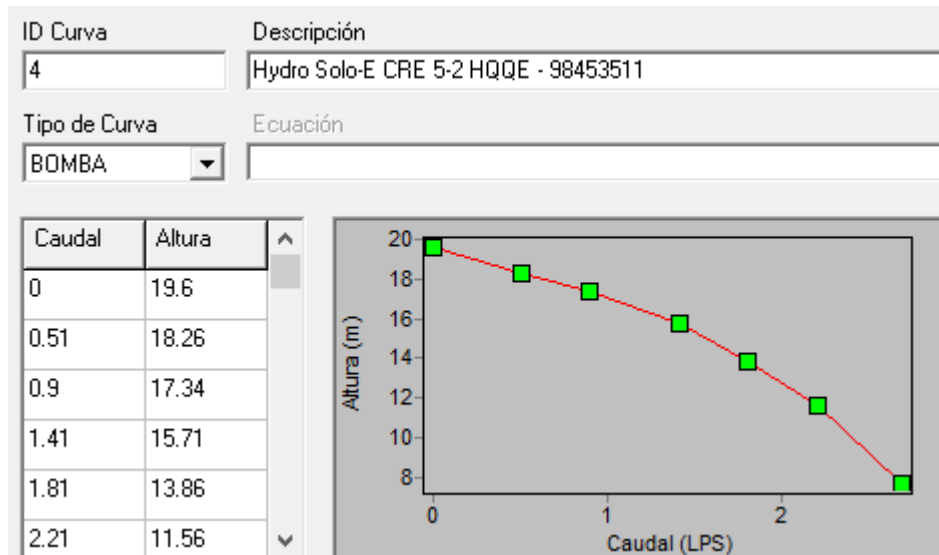 ID Curva Descripción
4 Hydro Solo-E CRE 5-2 HQQE - 98453511
Tipo de Curva Ecuación
BOMBA
Caudal Altura
0 19.6
0.51 18.26
0.9 17.34
1.41 15.71
1.81 13.86
2.21 11.56
20
18
16
14
12
10
8
Altura (m)
0 1 2
Caudal (LPS)